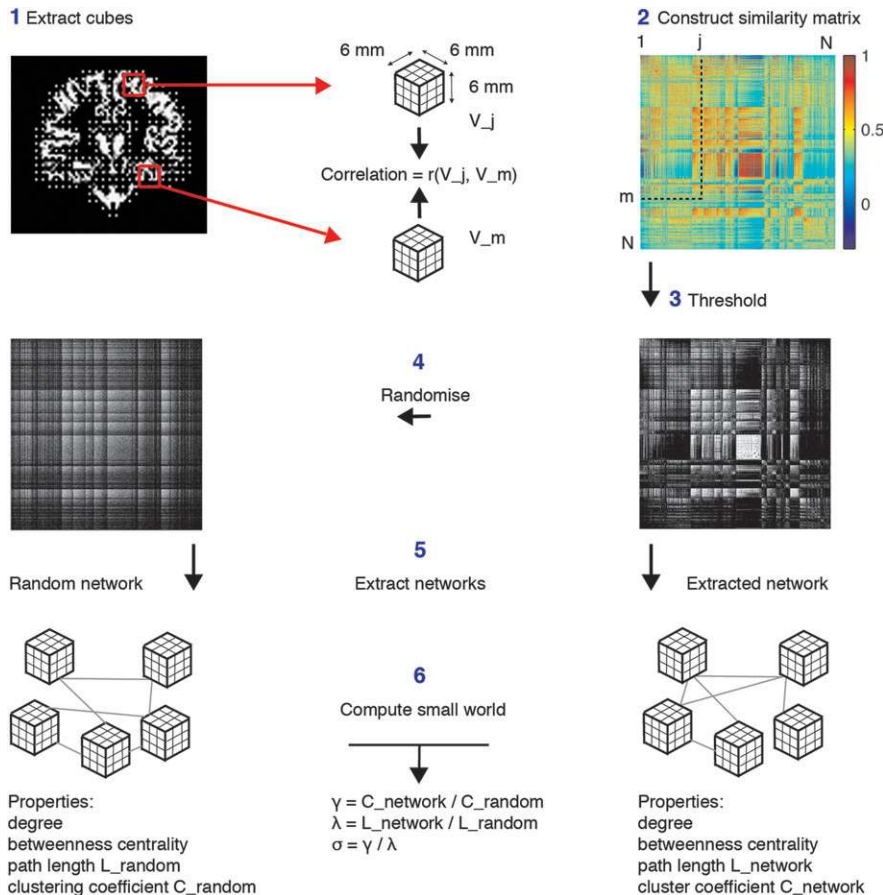 1 Extract cubes
6 mm 6 mm
6 mm
V_j
Correlation = r(V_j, V_m)
V_m
2 Construct similarity matrix
1 j N
m
N
1
0.5
0
3 Threshold
4
Randomise
5
Extract networks
Random network
Extracted network
6
Compute small world
γ = C_network / C_random
λ = L_network / L_random
σ = γ / λ
Properties:
degree
betweenness centrality
path length L_random
clustering coefficient C_random
Properties:
degree
betweenness centrality
path length L_network
cluster coefficient C_network